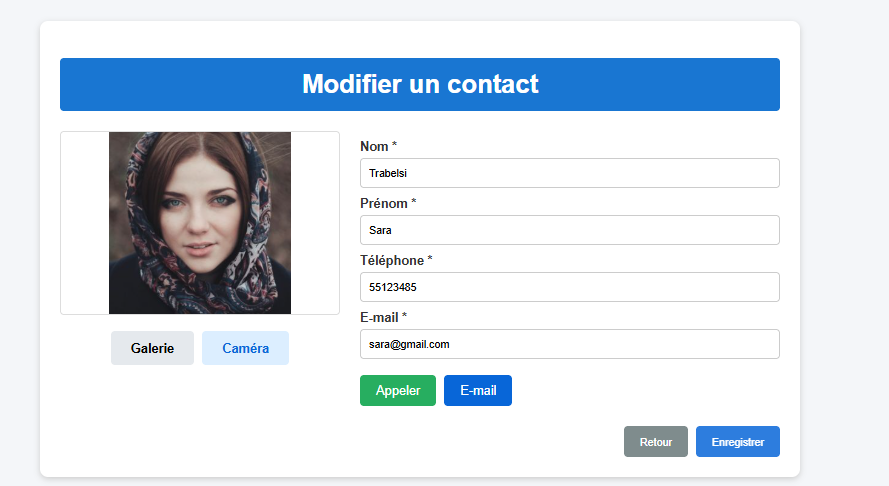 Modifier un contact
Nom *
Trabelsi
Prénom *
Sara
Téléphone *
55123485
E-mail *
sara@gmail.com
Galerie
Caméra
Appeler
E-mail
Retour
Enregistrer